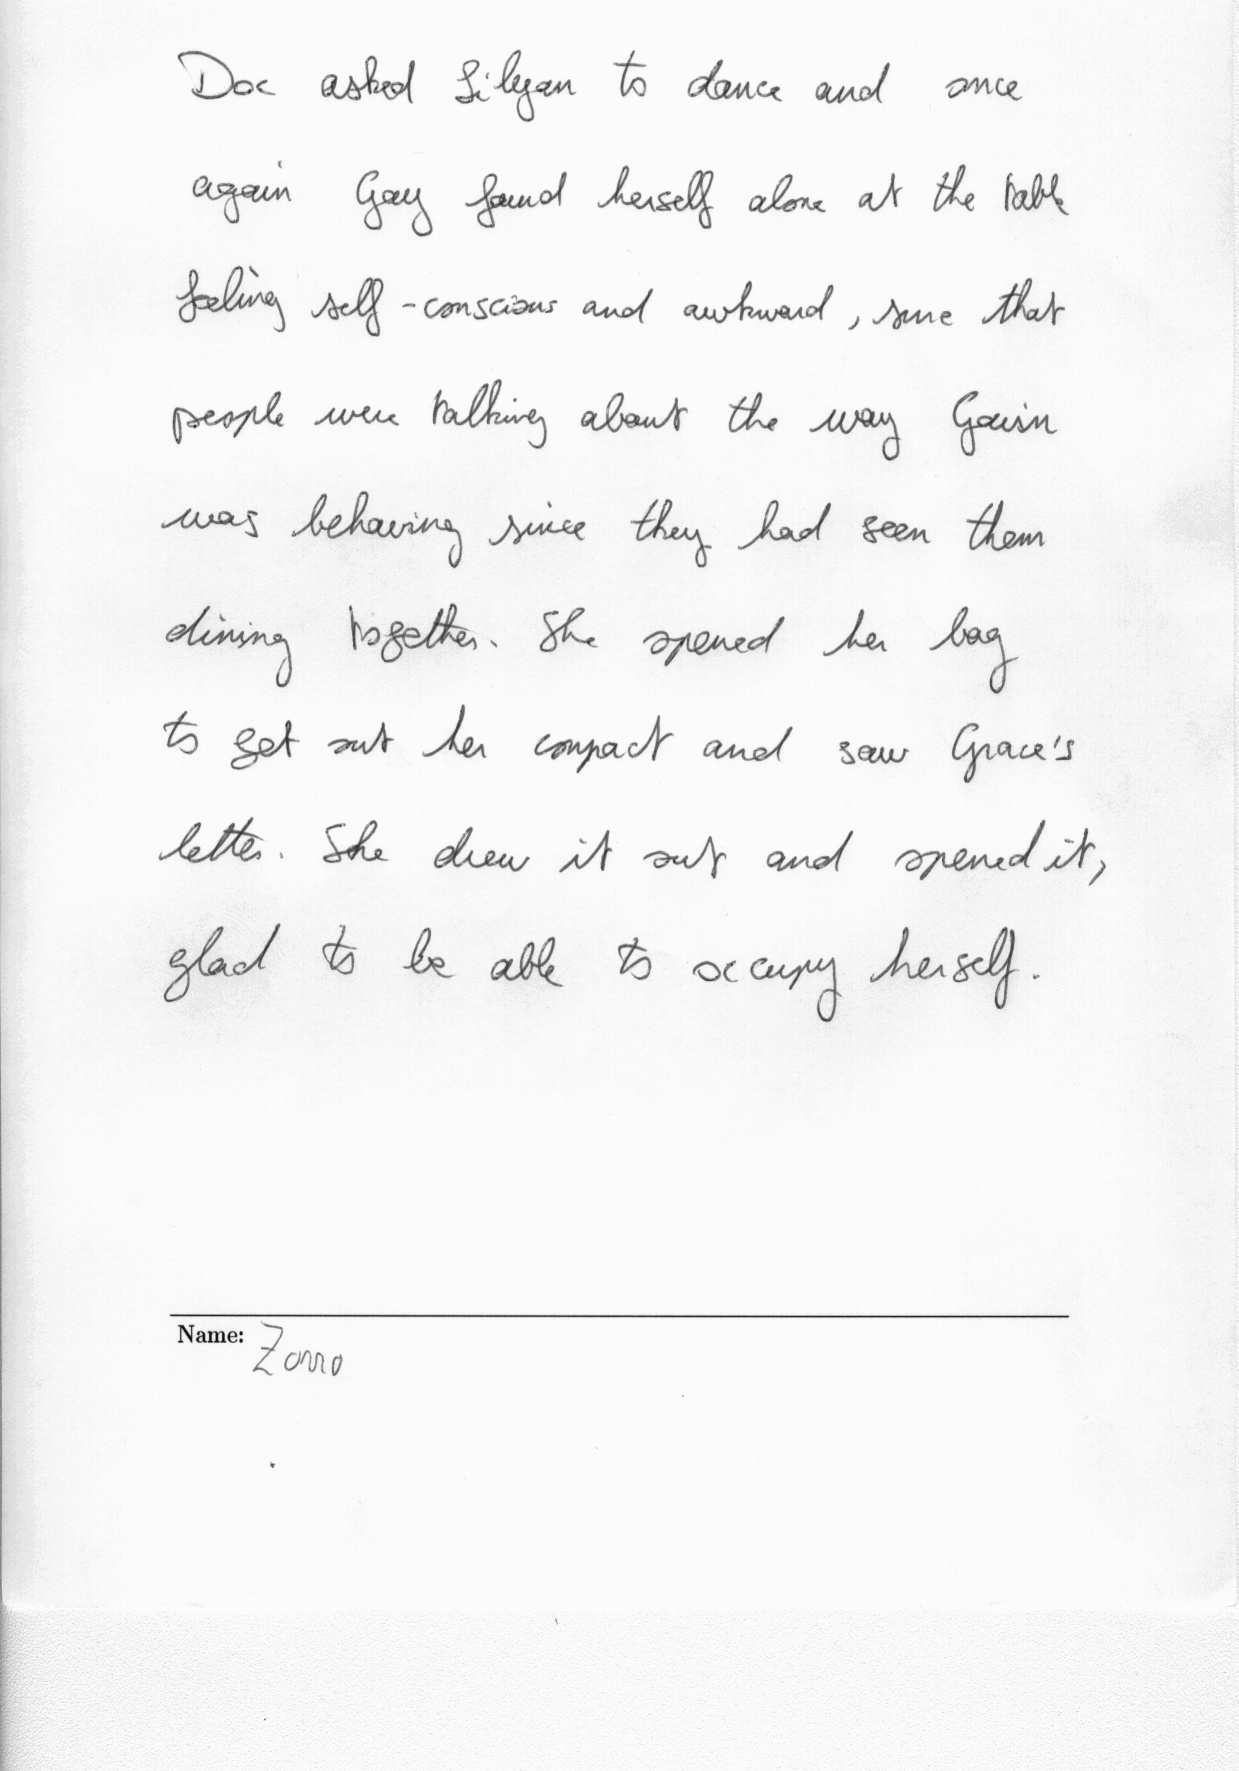 Doc asked Lilyan to dance and once
again Gay found herself alone at the table
feeling self-conscious and awkward, sure that
people were talking about the way Gavin
was behaving since they had seen them
dining together. She opened her bag
to get out her compact and saw Grace's
letter. She drew it out and opened it,
glad to be able to occupy herself.
Name: Zorro